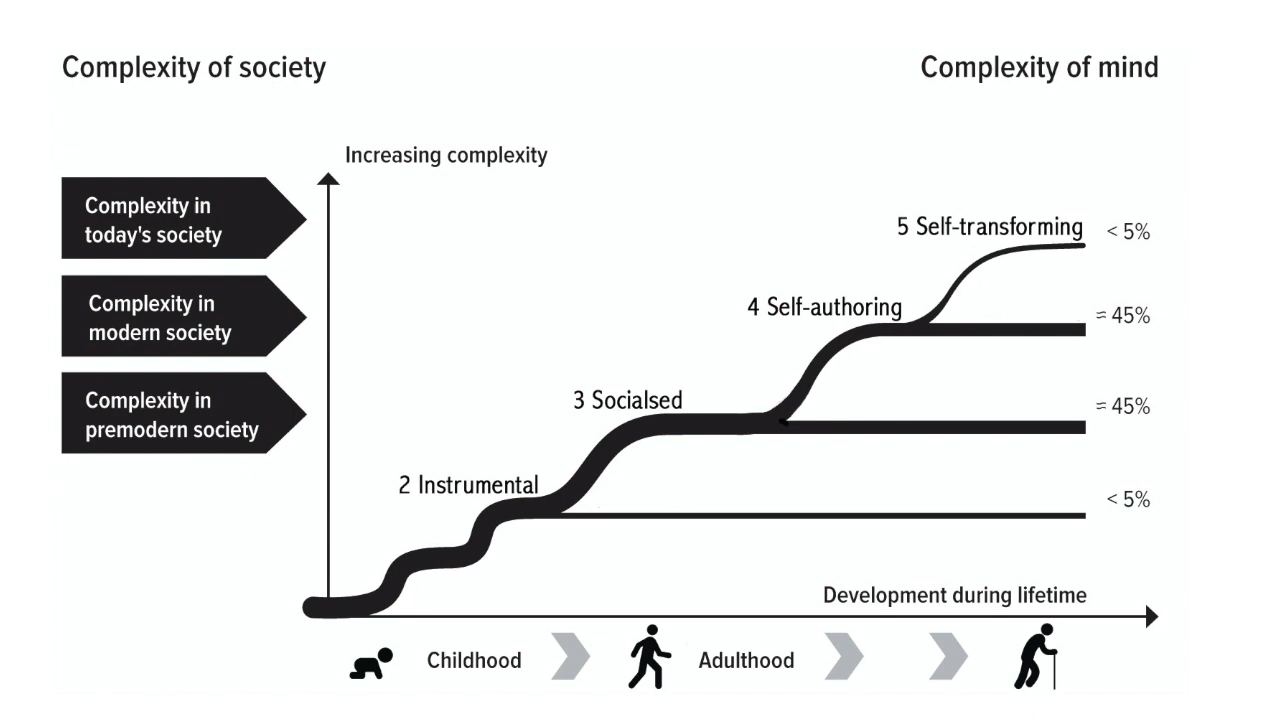 Complexity of society
Complexity of mind
Increasing complexity
Complexity in
today's society
Complexity in
modern society
Complexity in
premodern society
5 Self-transforming
< 5%
4 Self-authoring
≈ 45%
3 Socialsed
≈ 45%
2 Instrumental
< 5%
Development during lifetime
Childhood
Adulthood